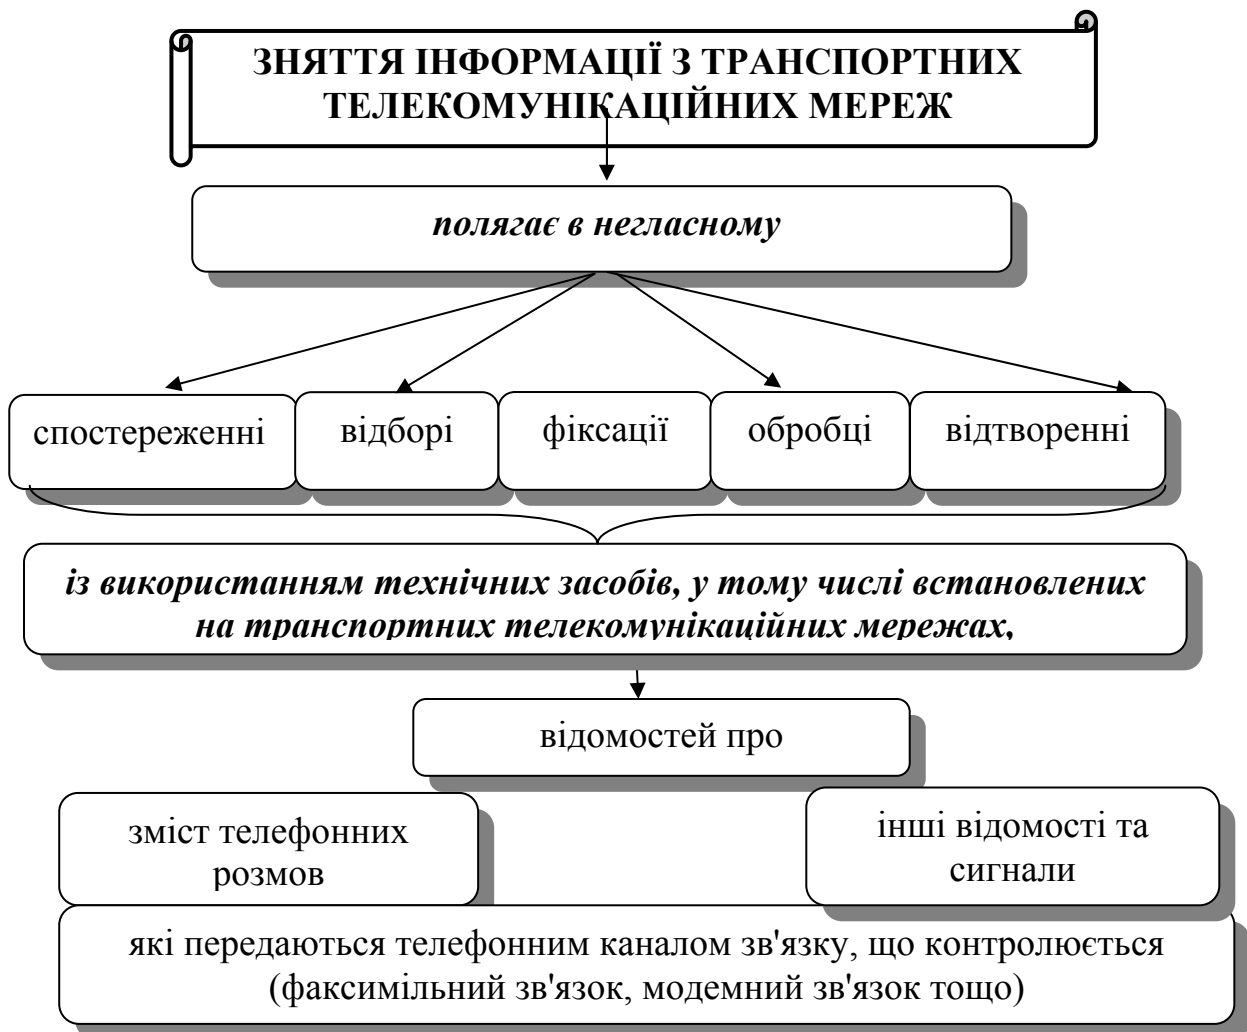 ЗНЯТТЯ ІНФОРМАЦІЇ З ТРАНСПОРТНИХ
ТЕЛЕКОМУНІКАЦІЙНИХ МЕРЕЖ
полягає в негласному
спостереженні відборі фіксації обробці відтворенні
із використанням технічних засобів, у тому числі встановлених
на транспортних телекомунікаційних мережах,
відомостей про
зміст телефонних
розмов
інші відомості та
сигнали
які передаються телефонним каналом зв'язку, що контролюється
(факсимільний зв'язок, модемний зв'язок тощо)